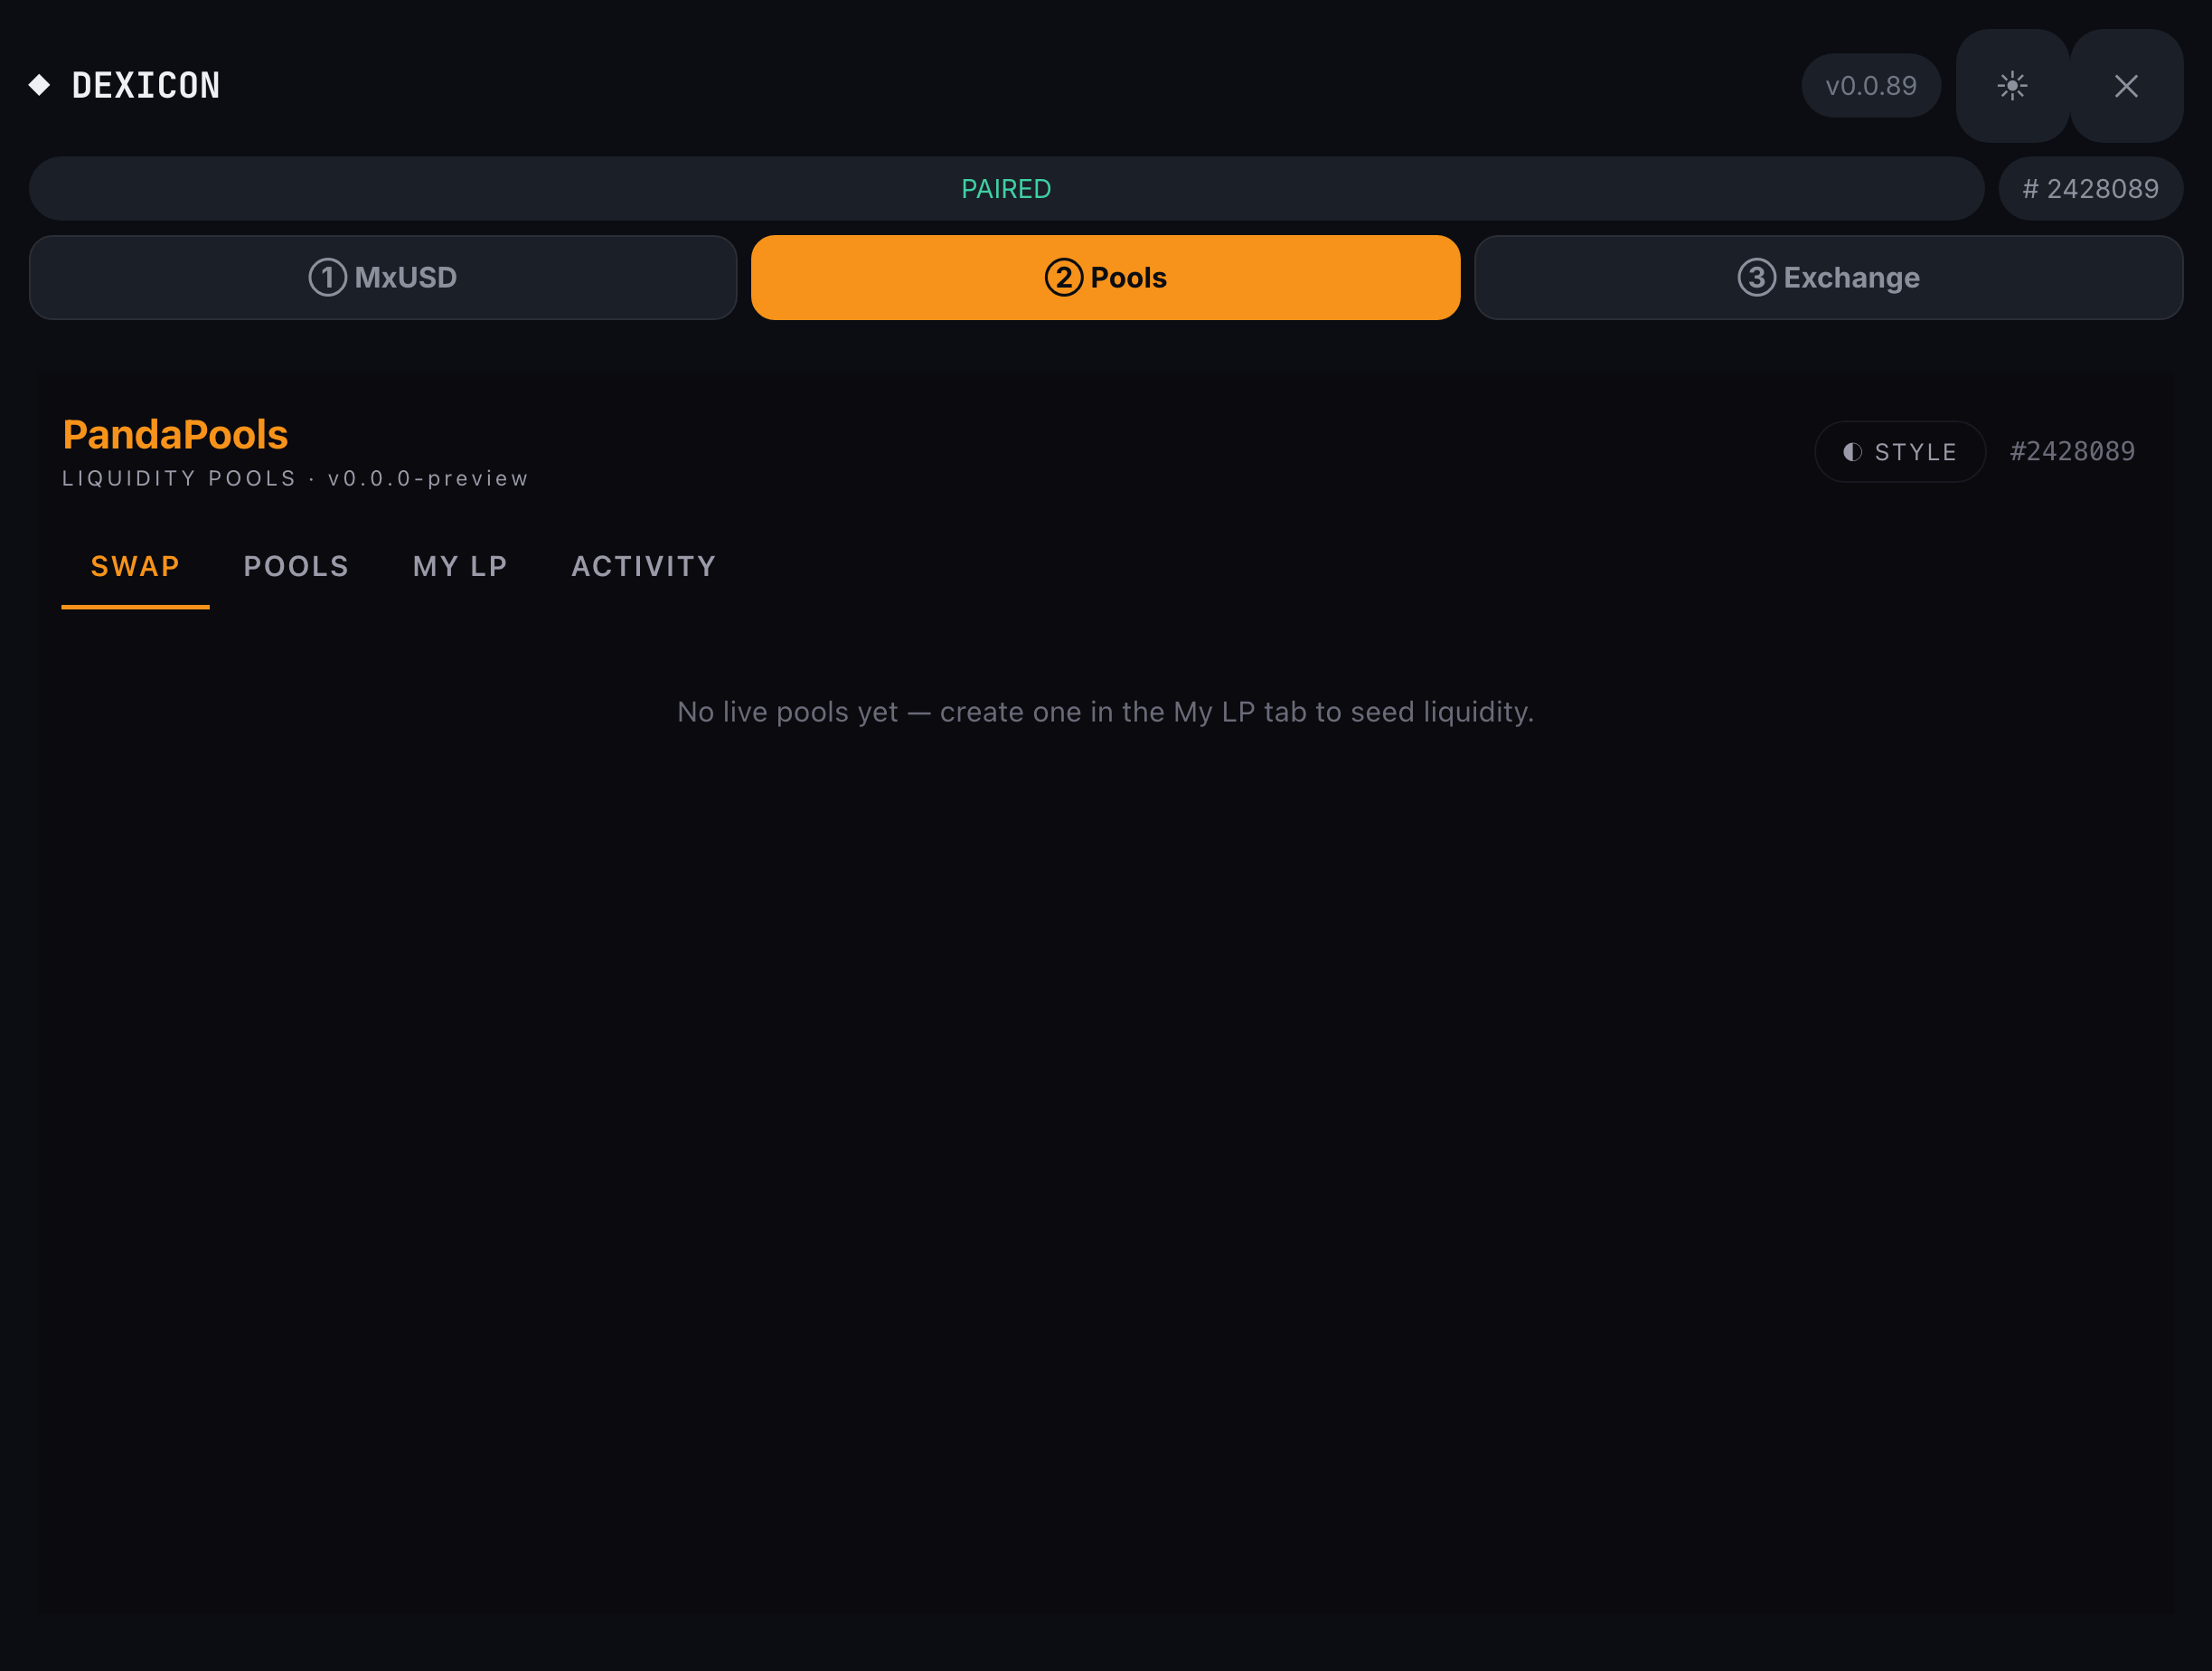 ◆ DEXICON
v0.0.89
PAIRED
# 2428089
① MxUSD
② Pools
③ Exchange
PandaPools
LIQUIDITY POOLS · v0.0.0-preview
◐ STYLE
#2428089
SWAP
POOLS
MY LP
ACTIVITY
No live pools yet — create one in the My LP tab to seed liquidity.